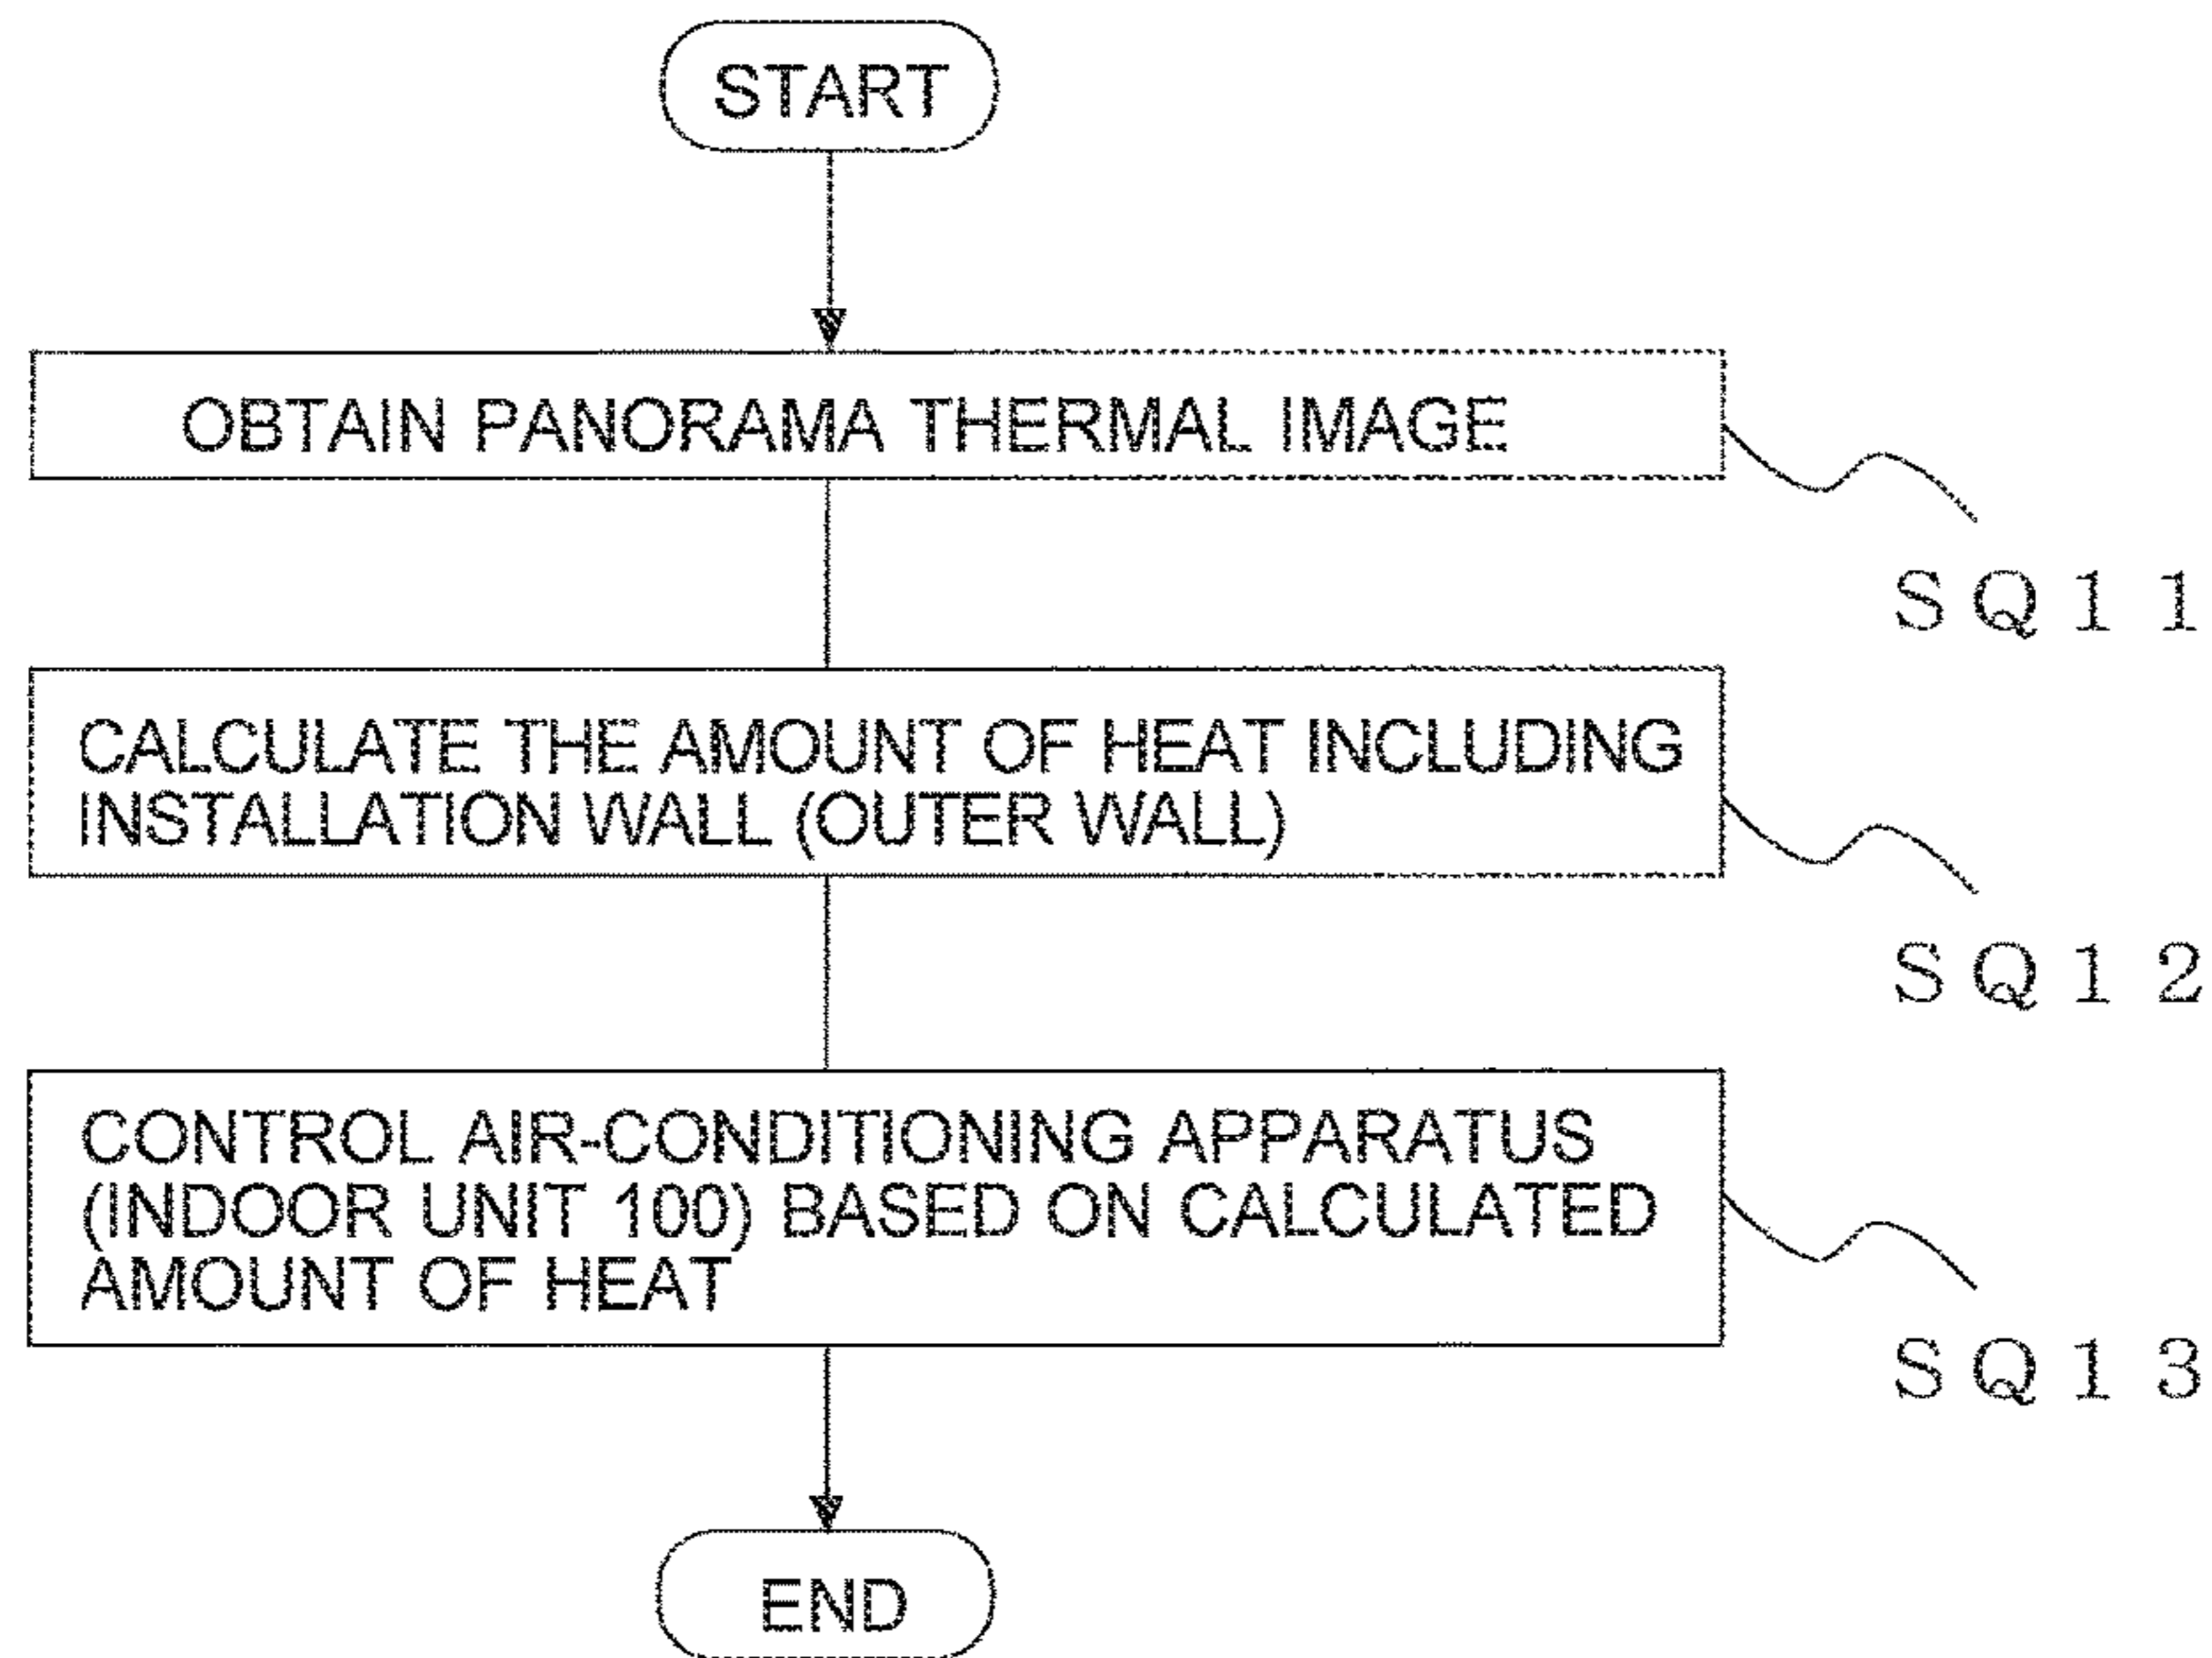 START
OBTAIN PANORAMA THERMAL IMAGE
SQ11
CALCULATE THE AMOUNT OF HEAT INCLUDING
INSTALLATION WALL (OUTER WALL)
SQ12
CONTROL AIR-CONDITIONING APPARATUS
(INDOOR UNIT 100) BASED ON CALCULATED
AMOUNT OF HEAT
SQ13
END